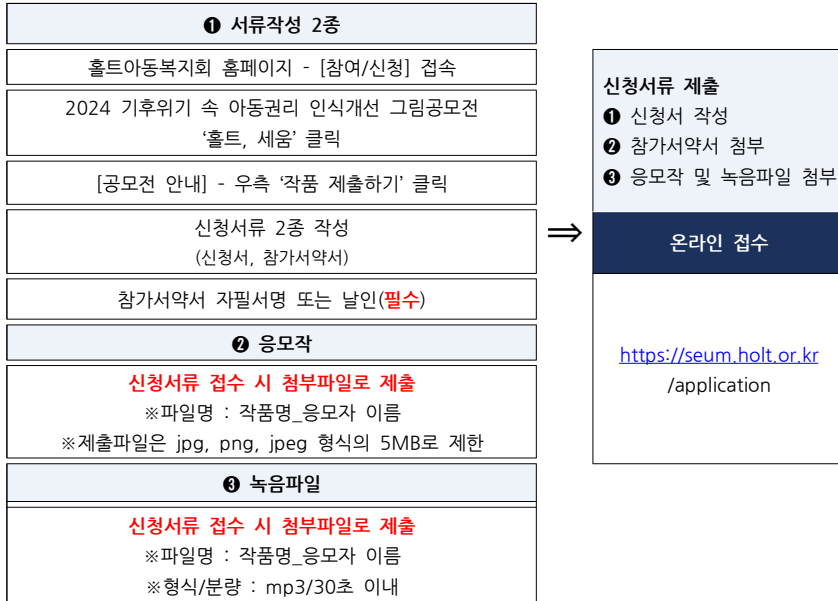 ❶ 서류작성 2종
홀트아동복지회 홈페이지 - [참여/신청] 접속
2024 기후위기 속 아동권리 인식개선 그림공모전
‘홀트, 세움’ 클릭
[공모전 안내] - 우측 ‘작품 제출하기’ 클릭
신청서류 2종 작성
(신청서, 참가서약서)
참가서약서 자필서명 또는 날인(필수)
❷ 응모작
신청서류 접수 시 첨부파일로 제출
※파일명 : 작품명_응모자 이름
※제출파일은 jpg, png, jpeg 형식의 5MB로 제한
❸ 녹음파일
신청서류 접수 시 첨부파일로 제출
※파일명 : 작품명_응모자 이름
※형식/분량 : mp3/30초 이내
⇒
신청서류 제출
❶ 신청서 작성
❷ 참가서약서 첨부
❸ 응모작 및 녹음파일 첨부
온라인 접수
https://seum.holt.or.kr
/application